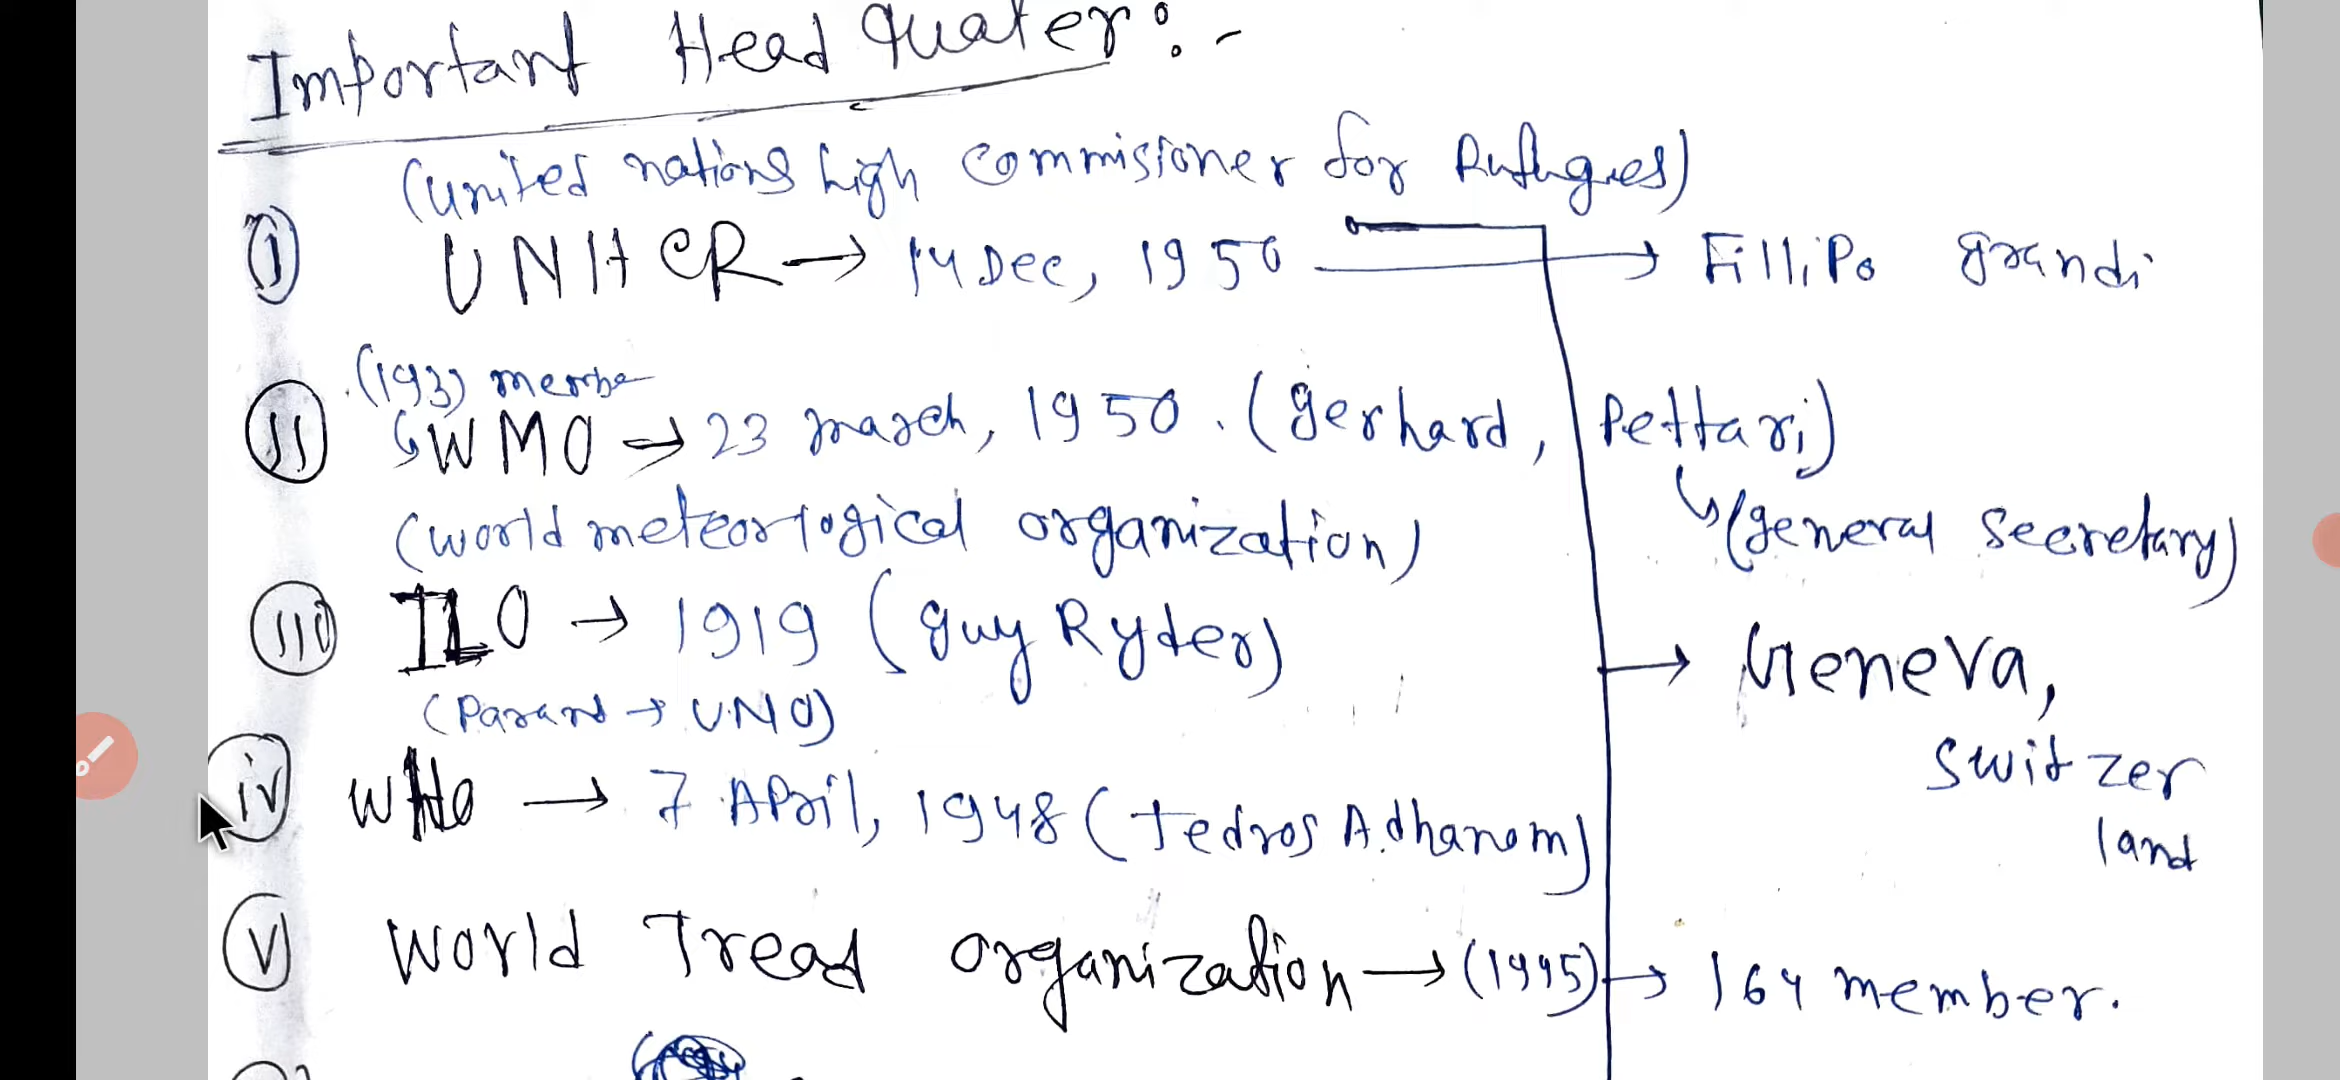 Important Head Quater:-
(united nations high commisioner for Rufugies)
(i) UNHCR → 14 Dec, 1950 → Fillipo grandi
(193) membe
(ii) WMO → 23 march, 1950. (gerhard, Pettari)
(world meteorlogical organization) (general secretary)
(iii) ILO → 1919 (guy Ryder) → Geneva,
(Parant → UNO)
switzer
(iv) WHO → 7 April, 1948 (tedros Adhanom)
land
(v) World Tread organization → (1995) → 164 member.